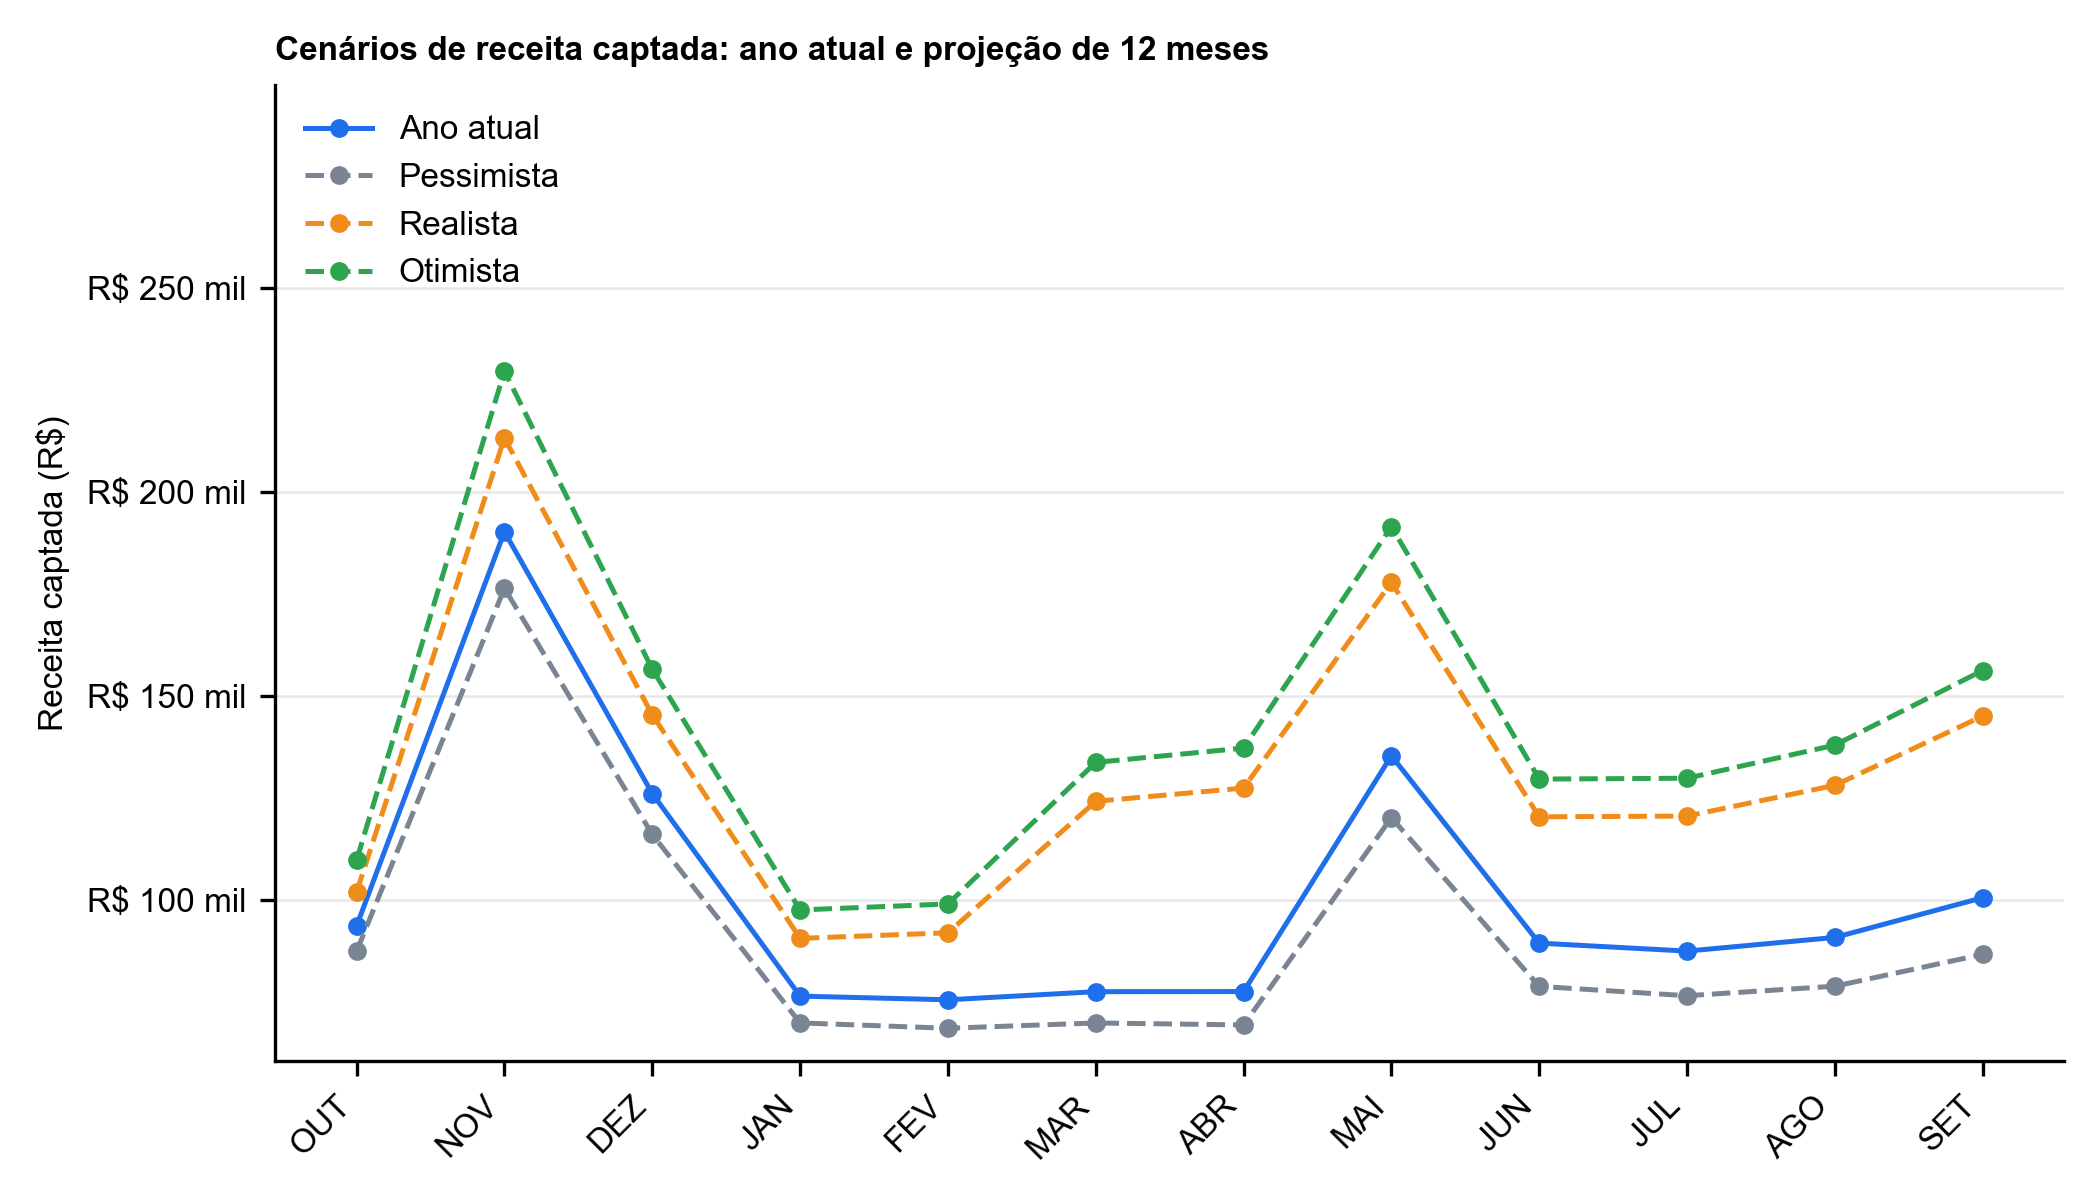 Cenários de receita captada: ano atual e projeção de 12 meses
Ano atual
Pessimista
Realista
Otimista
R$ 250 mil
R$ 200 mil
R$ 150 mil
R$ 100 mil
Receita captada (R$)
OUT
NOV
DEZ
JAN
FEV
MAR
ABR
MAI
JUN
JUL
AGO
SET